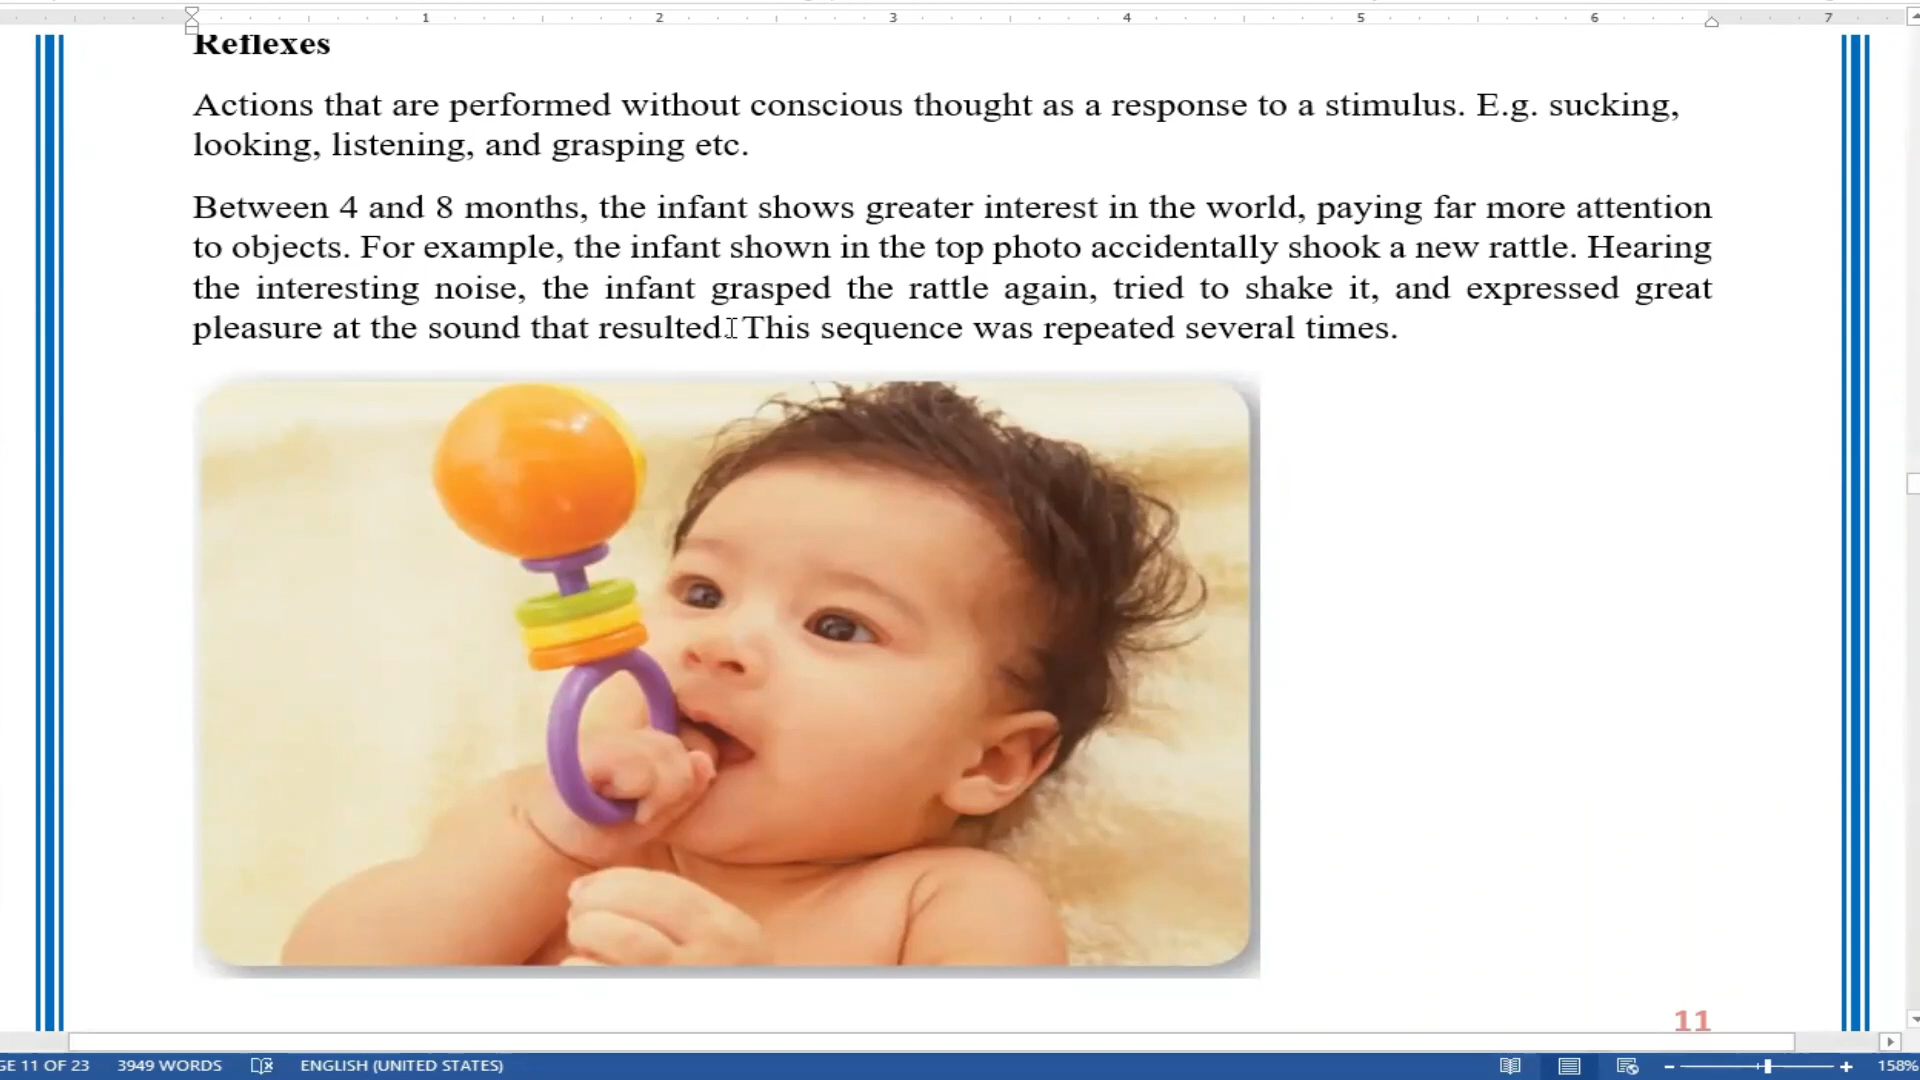 1 2 3 4 5 6 7
Reflexes
Actions that are performed without conscious thought as a response to a stimulus. E.g. sucking,
looking, listening, and grasping etc.
Between 4 and 8 months, the infant shows greater interest in the world, paying far more attention
to objects. For example, the infant shown in the top photo accidentally shook a new rattle. Hearing
the interesting noise, the infant grasped the rattle again, tried to shake it, and expressed great
pleasure at the sound that resulted. This sequence was repeated several times.
11
GE 11 OF 23 3949 WORDS ENGLISH (UNITED STATES) 158%